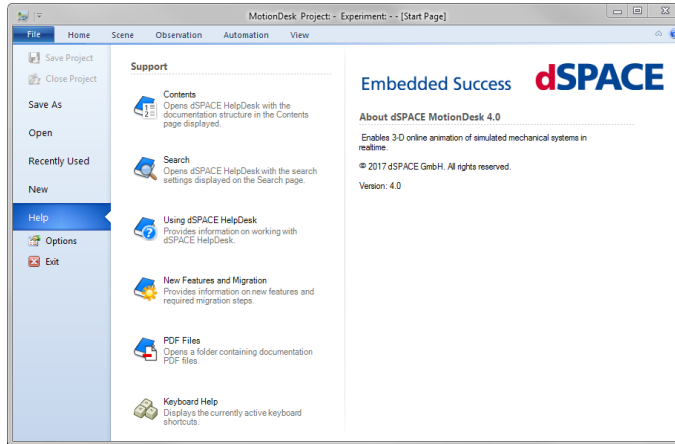 MotionDesk Project: - Experiment: - - [Start Page]
File Home Scene Observation Automation View
Save Project
Close Project
Save As
Open
Recently Used
New
Help
Options
Exit
Support
Contents
Opens dSPACE HelpDesk with the
documentation structure in the Contents
page displayed.
Search
Opens dSPACE HelpDesk with the search
settings displayed on the Search page.
Using dSPACE HelpDesk
Provides information on working with
dSPACE HelpDesk.
New Features and Migration
Provides information on new features and
required migration steps.
PDF Files
Opens a folder containing documentation
PDF files.
Keyboard Help
Displays the currently active keyboard
shortcuts.
Embedded Success dSPACE
About dSPACE MotionDesk 4.0
Enables 3-D online animation of simulated mechanical systems in
realtime.
© 2017 dSPACE GmbH. All rights reserved.
Version: 4.0